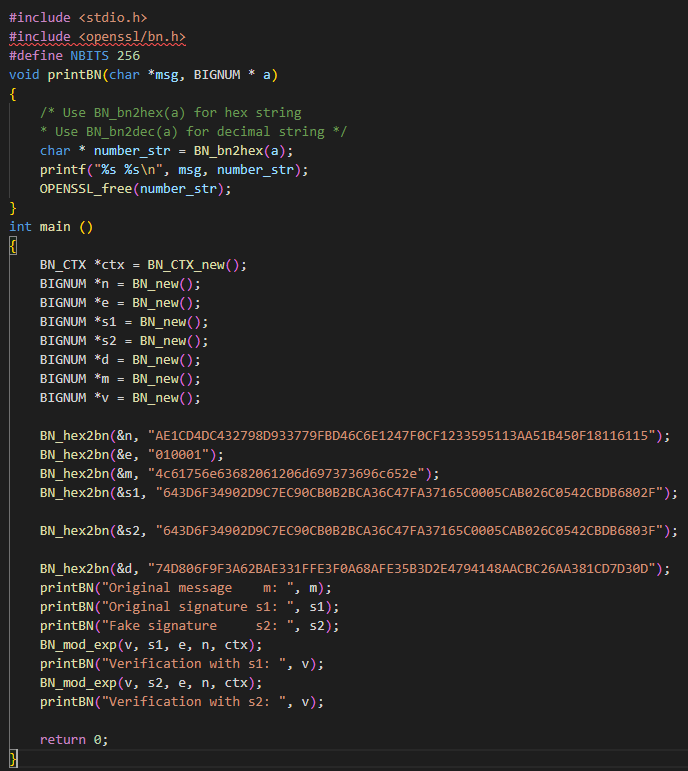 #include <stdio.h>
#include <openssl/bn.h>
#define NBITS 256
void printBN(char *msg, BIGNUM * a)
{
/* Use BN_bn2hex(a) for hex string
* Use BN_bn2dec(a) for decimal string */
char * number_str = BN_bn2hex(a);
printf("%s %s\n", msg, number_str);
OPENSSL_free(number_str);
}
int main ()
{
BN_CTX *ctx = BN_CTX_new();
BIGNUM *n = BN_new();
BIGNUM *e = BN_new();
BIGNUM *s1 = BN_new();
BIGNUM *s2 = BN_new();
BIGNUM *d = BN_new();
BIGNUM *m = BN_new();
BIGNUM *v = BN_new();
BN_hex2bn(&n, "AE1CD4DC432798D933779FBD46C6E1247F0CF1233595113AA51B450F18116115");
BN_hex2bn(&e, "010001");
BN_hex2bn(&m, "4c61756e63682061206d697373696c652e");
BN_hex2bn(&s1, "643D6F34902D9C7EC90CB0B2BCA36C47FA37165C0005CAB026C0542CBDB6802F");
BN_hex2bn(&s2, "643D6F34902D9C7EC90CB0B2BCA36C47FA37165C0005CAB026C0542CBDB6803F");
BN_hex2bn(&d, "74D806F9F3A62BAE331FFE3F0A68AFE35B3D2E4794148AACBC26AA381CD7D30D");
printBN("Original message    m: ", m);
printBN("Original signature s1: ", s1);
printBN("Fake signature     s2: ", s2);
BN_mod_exp(v, s1, e, n, ctx);
printBN("Verification with s1: ", v);
BN_mod_exp(v, s2, e, n, ctx);
printBN("Verification with s2: ", v);
return 0;
}